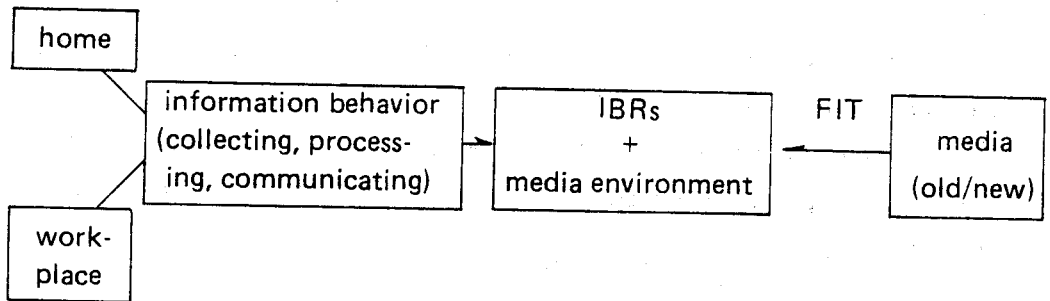 home
information behavior
(collecting, process-
ing, communicating)
work-
place
IBRs
+
media environment
FIT
media
(old/new)